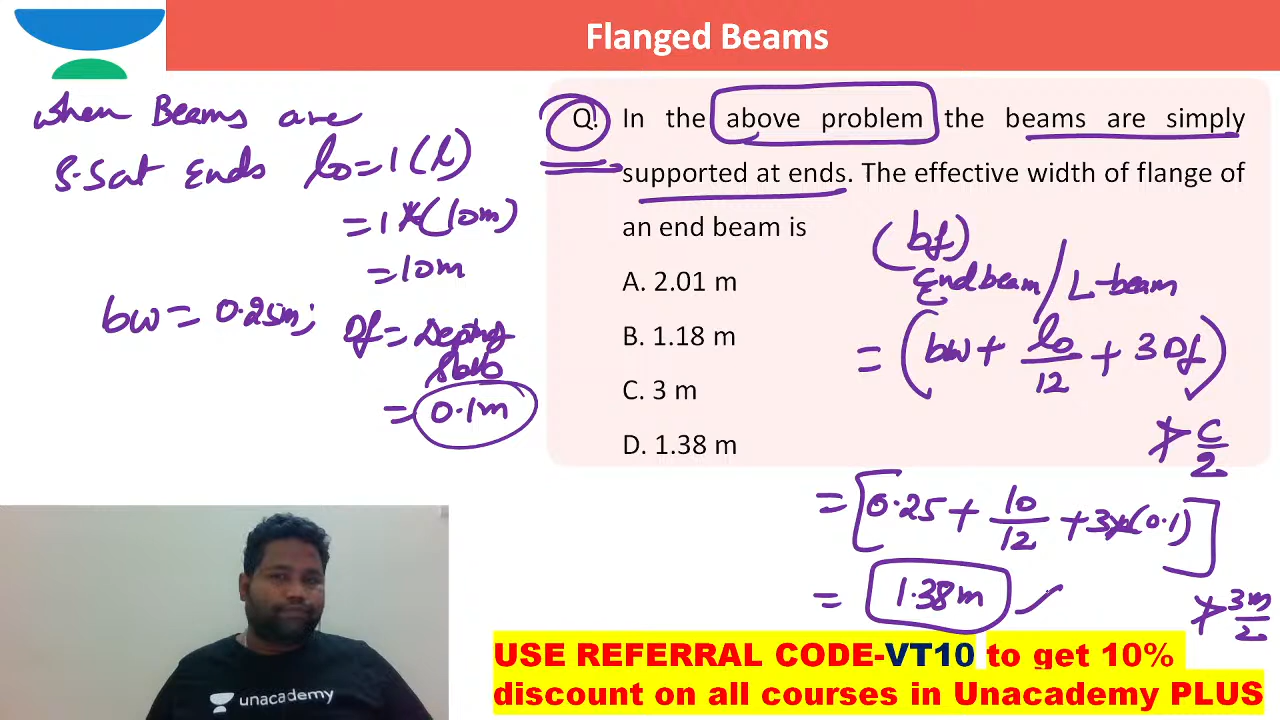 Flanged Beams
when Beams are
S.S at Ends lo = 1 (L)
= 1 x (10m)
= 10m
bw = 0.25m;
Df = Depth of
slab
= 0.1m
Q. In the above problem the beams are simply
supported at ends. The effective width of flange of
an end beam is
A. 2.01 m
B. 1.18 m
C. 3 m
D. 1.38 m
(bf)
End beam / L-beam
= (bw + lo/12 + 3 Df)
≯ C/2
= [0.25 + 10/12 + 3x(0.1)]
= 1.38m ✓
≯ 3m/2
unacademy
USE REFERRAL CODE-VT10 to get 10%
discount on all courses in Unacademy PLUS